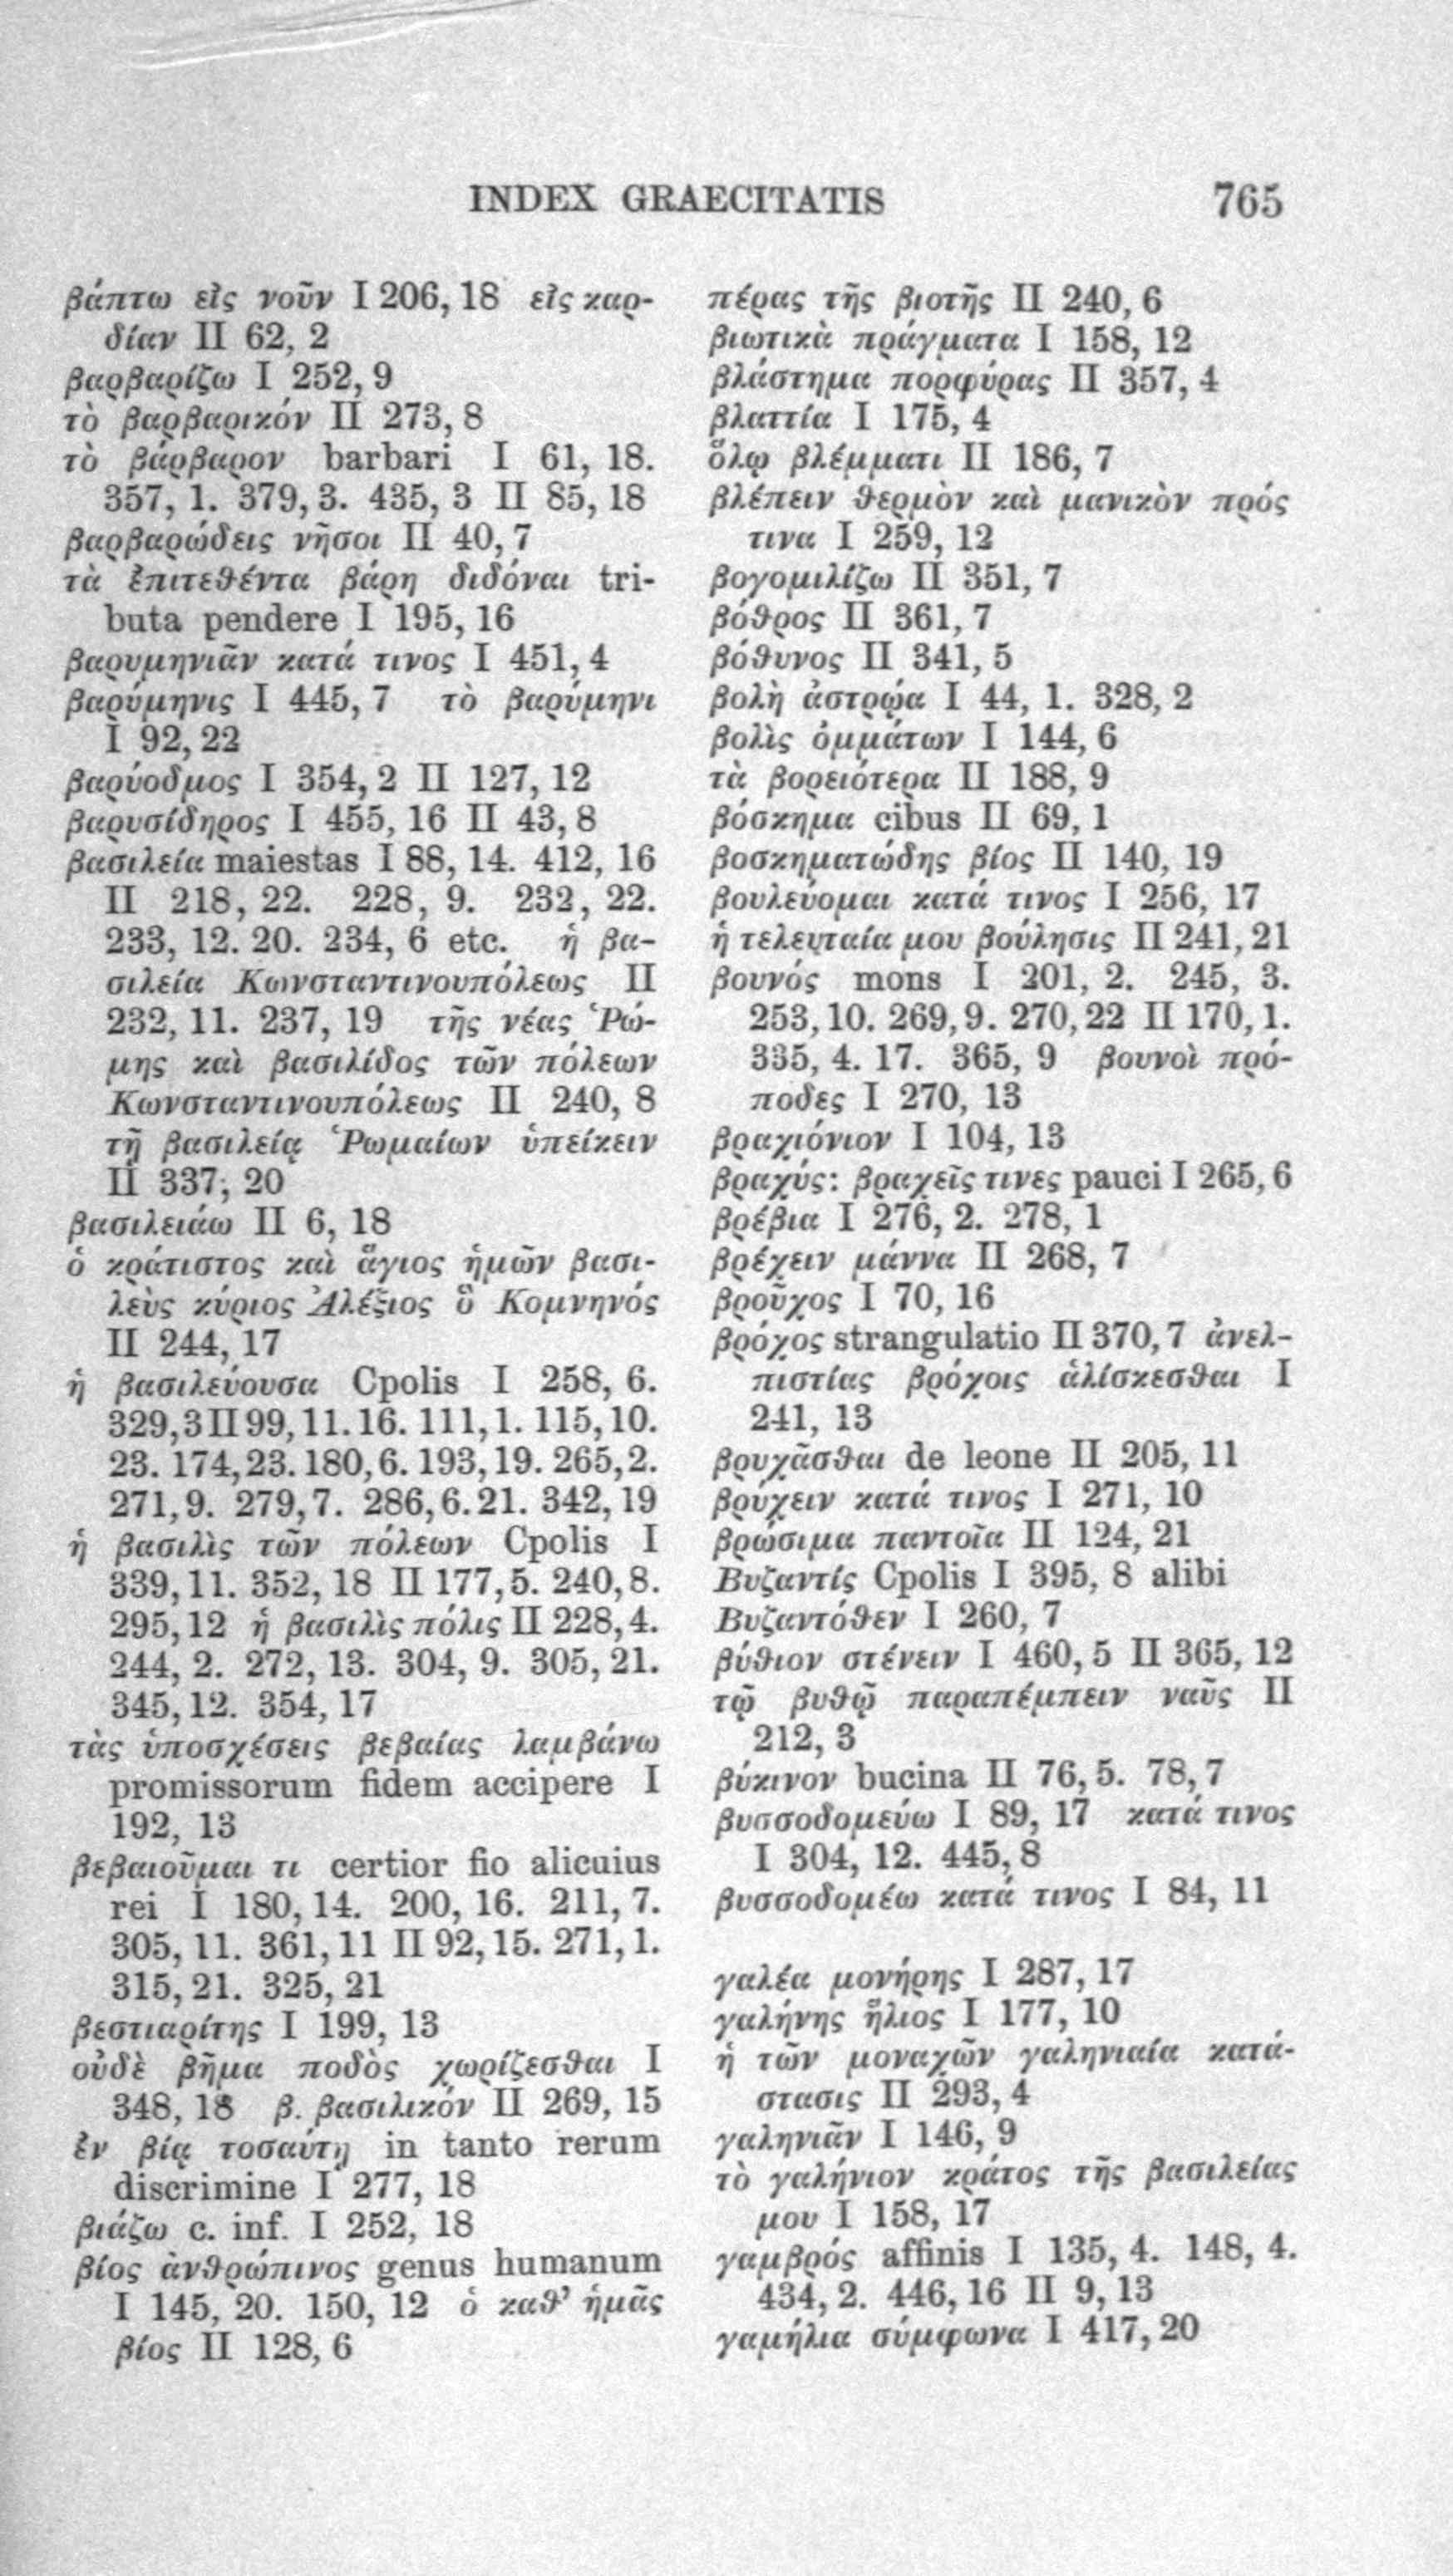 INDEX GRAECITATIS 765
βάπτω εἰς νοῦν I 206, 18 εἰς καρ-
δίαν II 62, 2
βαρβαρίζω I 252, 9
τὸ βαρβαρικόν II 273, 8
τὸ βάρβαρον barbari I 61, 18.
357, 1. 379, 3. 435, 3 II 85, 18
βαρβαρώδεις νῆσοι II 40, 7
τὰ ἐπιτεθέντα βάρη διδόναι tri-
buta pendere I 195, 16
βαρυμηνιᾶν κατά τινος I 451, 4
βαρύμηνις I 445, 7 τὸ βαρύμηνι
I 92, 22
βαρύοδμος I 354, 2 II 127, 12
βαρυσίδηρος I 455, 16 II 43, 8
βασιλεία maiestas I 88, 14. 412, 16
II 218, 22. 228, 9. 232, 22.
233, 12. 20. 234, 6 etc. ἡ βα-
σιλεία Κωνσταντινουπόλεως II
232, 11. 237, 19 τῆς νέας Ῥώ-
μης καὶ βασιλίδος τῶν πόλεων
Κωνσταντινουπόλεως II 240, 8
τῇ βασιλείᾳ Ῥωμαίων ὑπείκειν
II 337, 20
βασιλειάω II 6, 18
ὁ κράτιστος καὶ ἅγιος ἡμῶν βασι-
λεὺς κύριος Ἀλέξιος ὁ Κομνηνός
II 244, 17
ἡ βασιλεύουσα Cpolis I 258, 6.
329, 3 II 99, 11. 16. 111, 1. 115, 10.
23. 174, 23. 180, 6. 193, 19. 265, 2.
271, 9. 279, 7. 286, 6. 21. 342, 19
ἡ βασιλὶς τῶν πόλεων Cpolis I
339, 11. 352, 18 II 177, 5. 240, 8.
295, 12 ἡ βασιλὶς πόλις II 228, 4.
244, 2. 272, 13. 304, 9. 305, 21.
345, 12. 354, 17
τὰς ὑποσχέσεις βεβαίας λαμβάνω
promissorum fidem accipere I
192, 13
βεβαιοῦμαι τι certior fio alicuius
rei I 180, 14. 200, 16. 211, 7.
305, 11. 361, 11 II 92, 15. 271, 1.
315, 21. 325, 21
βεστιαρίτης I 199, 13
οὐδὲ βῆμα ποδὸς χωρίζεσθαι I
348, 18 β. βασιλικόν II 269, 15
ἐν βίᾳ τοσαύτῃ in tanto rerum
discrimine I 277, 18
βιάζω c. inf. I 252, 18
βίος ἀνθρώπινος genus humanum
I 145, 20. 150, 12 ὁ καθ’ ἡμᾶς
βίος II 128, 6
πέρας τῆς βιοτῆς II 240, 6
βιωτικὰ πράγματα I 158, 12
βλάστημα πορφύρας II 357, 4
βλαττία I 175, 4
ὅλῳ βλέμματι II 186, 7
βλέπειν θερμὸν καὶ μανικὸν πρός
τινα I 259, 12
βογομιλίζω II 351, 7
βόθρος II 361, 7
βόθυνος II 341, 5
βολὴ ἀστρῴα I 44, 1. 328, 2
βολὶς ὀμμάτων I 144, 6
τὰ βορειότερα II 188, 9
βόσκημα cibus II 69, 1
βοσκηματώδης βίος II 140, 19
βουλεύομαι κατά τινος I 256, 17
ἡ τελευταία μου βούλησις II 241, 21
βουνός mons I 201, 2. 245, 3.
253, 10. 269, 9. 270, 22 II 170, 1.
335, 4. 17. 365, 9 βουνοὶ πρό-
ποδες I 270, 13
βραχιόνιον I 104, 13
βραχύς: βραχεῖς τινες pauci I 265, 6
βρέβια I 276, 2. 278, 1
βρέχειν μάννα II 268, 7
βροῦχος I 70, 16
βρόχος strangulatio II 370, 7 ἀνελ-
πιστίας βρόχοις ἁλίσκεσθαι I
241, 13
βρυχᾶσθαι de leone II 205, 11
βρύχειν κατά τινος I 271, 10
βρώσιμα παντοῖα II 124, 21
Βυζαντίς Cpolis I 395, 8 alibi
Βυζαντόθεν I 260, 7
βύθιον στένειν I 460, 5 II 365, 12
τῷ βυθῷ παραπέμπειν ναῦς II
212, 3
βύκινον bucina II 76, 5. 78, 7
βυσσοδομεύω I 89, 17 κατά τινος
I 304, 12. 445, 8
βυσσοδομέω κατά τινος I 84, 11
γαλέα μονήρης I 287, 17
γαλήνης ἥλιος I 177, 10
ἡ τῶν μοναχῶν γαληνιαία κατά-
στασις II 293, 4
γαληνιᾶν I 146, 9
τὸ γαλήνιον κράτος τῆς βασιλείας
μου I 158, 17
γαμβρός affinis I 135, 4. 148, 4.
434, 2. 446, 16 II 9, 13
γαμήλια σύμφωνα I 417, 20